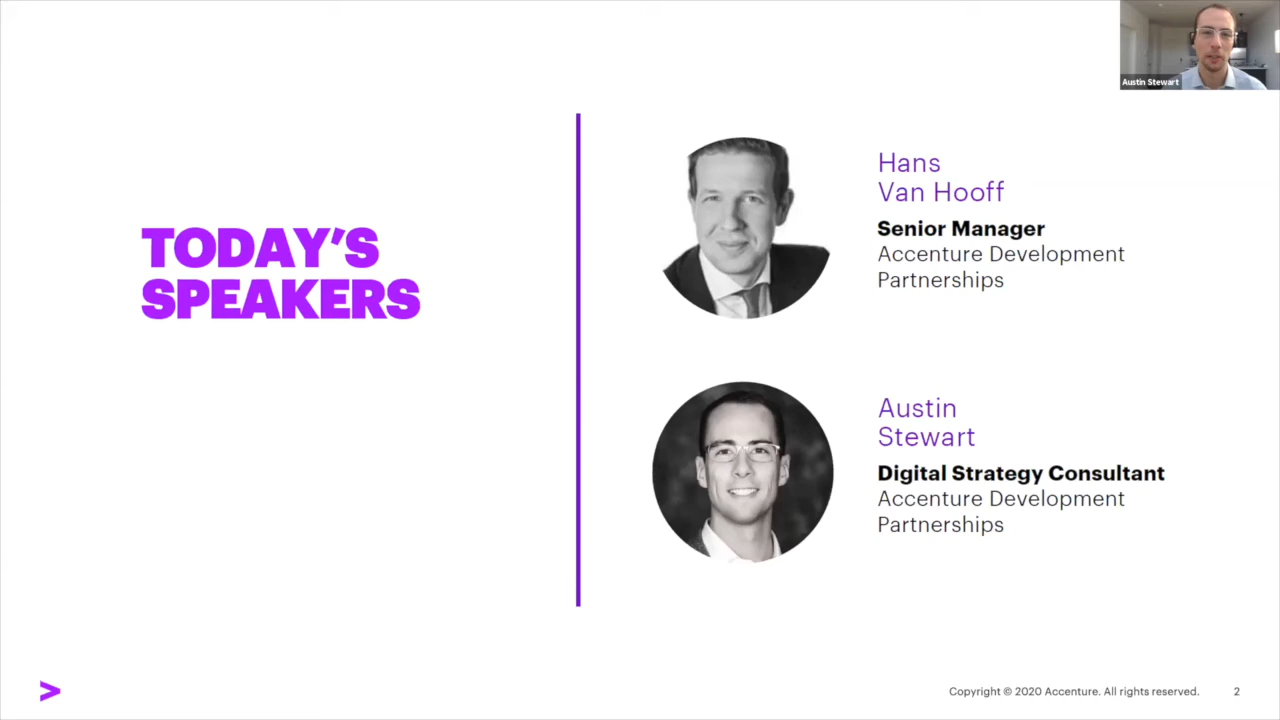 Austin Stewart
TODAY'S
SPEAKERS
Hans
Van Hooff
Senior Manager
Accenture Development
Partnerships
Austin
Stewart
Digital Strategy Consultant
Accenture Development
Partnerships
>
Copyright © 2020 Accenture. All rights reserved. 2